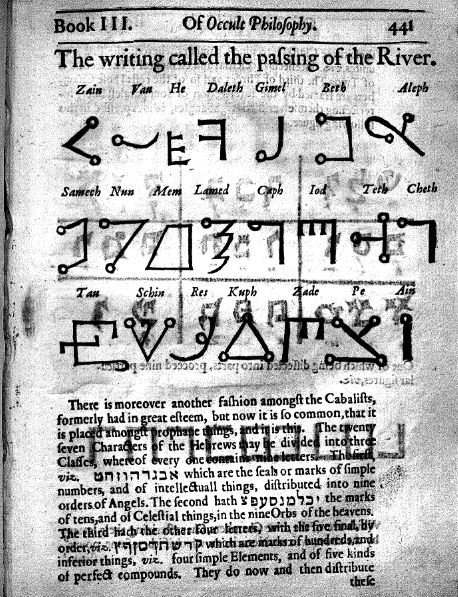 Book III. Of Occult Philoſophy. 441
The writing called the paſſing of the River.
Zain Vau He Daleth Gimel Beth Aleph
Samech Nun Mem Lamed Caph Iod Teth Cheth
Tau Schin Res Kuph Zade Pe Ain
There is moreover another faſhion amongſt the Cabaliſts,
formerly had in great eſteem, but now it is ſo common, that it
is placed amongſt prophane things, and it is this. The twenty
ſeven Characters of the Hebrews may be divided into three
Claſſes, whereof every one contains nine letters. The firſt,
viz. אבגדהוזחט which are the ſeals or marks of ſimple
numbers, and of intellectuall things, diſtributed into nine
orders of Angels. The ſecond hath יכלמנסעפצ the marks
of tens, and of Celeſtial things, in the nine Orbs of the heavens.
The third hath the other four letters, with the five final, by
order, viz. קרשתךםןףץ which are marks of hundreds, and
inferior things, viz. four ſimple Elements, and of five kinds
of perfect compounds. They do now and then diſtribute
theſe